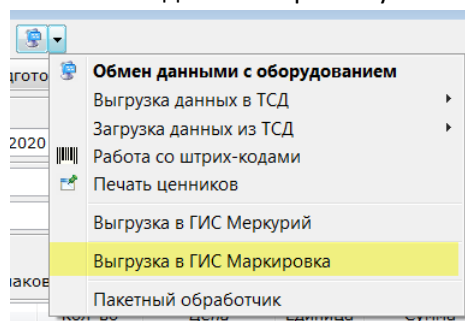 Обмен данными с оборудованием
Выгрузка данных в ТСД
2020
Загрузка данных из ТСД
Работа со штрих-кодами
Печать ценников
Выгрузка в ГИС Меркурий
Выгрузка в ГИС Маркировка
Пакетный обработчик